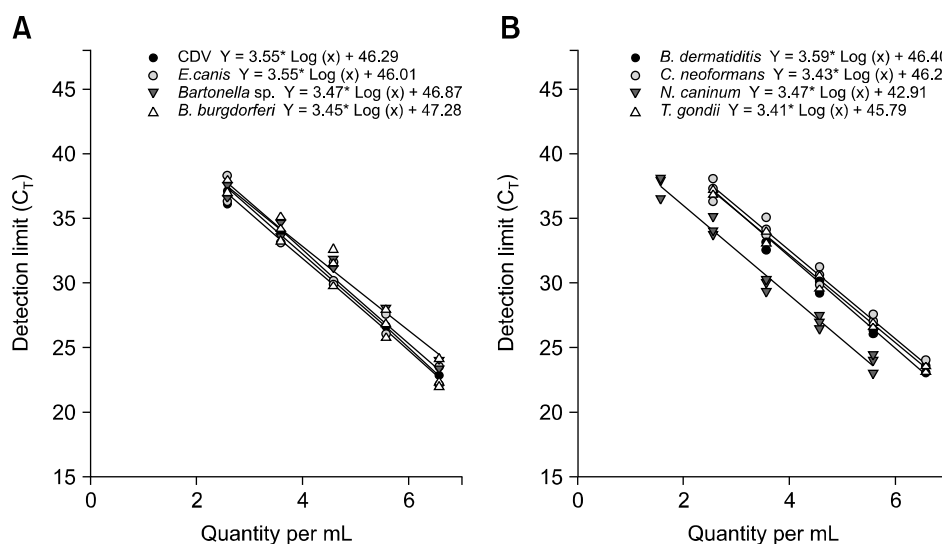 A
CDV Y = 3.55* Log (x) + 46.29
E.canis Y = 3.55* Log (x) + 46.01
Bartonella sp. Y = 3.47* Log (x) + 46.87
B. burgdorferi Y = 3.45* Log (x) + 47.28
40
35
30
25
20
15
Detection limit (CT)
0 2 4 6
Quantity per mL
B
B. dermatiditis Y = 3.59* Log (x) + 46.40
C. neoformans Y = 3.43* Log (x) + 46.2
N. caninum Y = 3.47* Log (x) + 42.91
T. gondii Y = 3.41* Log (x) + 45.79
40
35
30
25
20
15
Detection limit (CT)
0 2 4 6
Quantity per mL